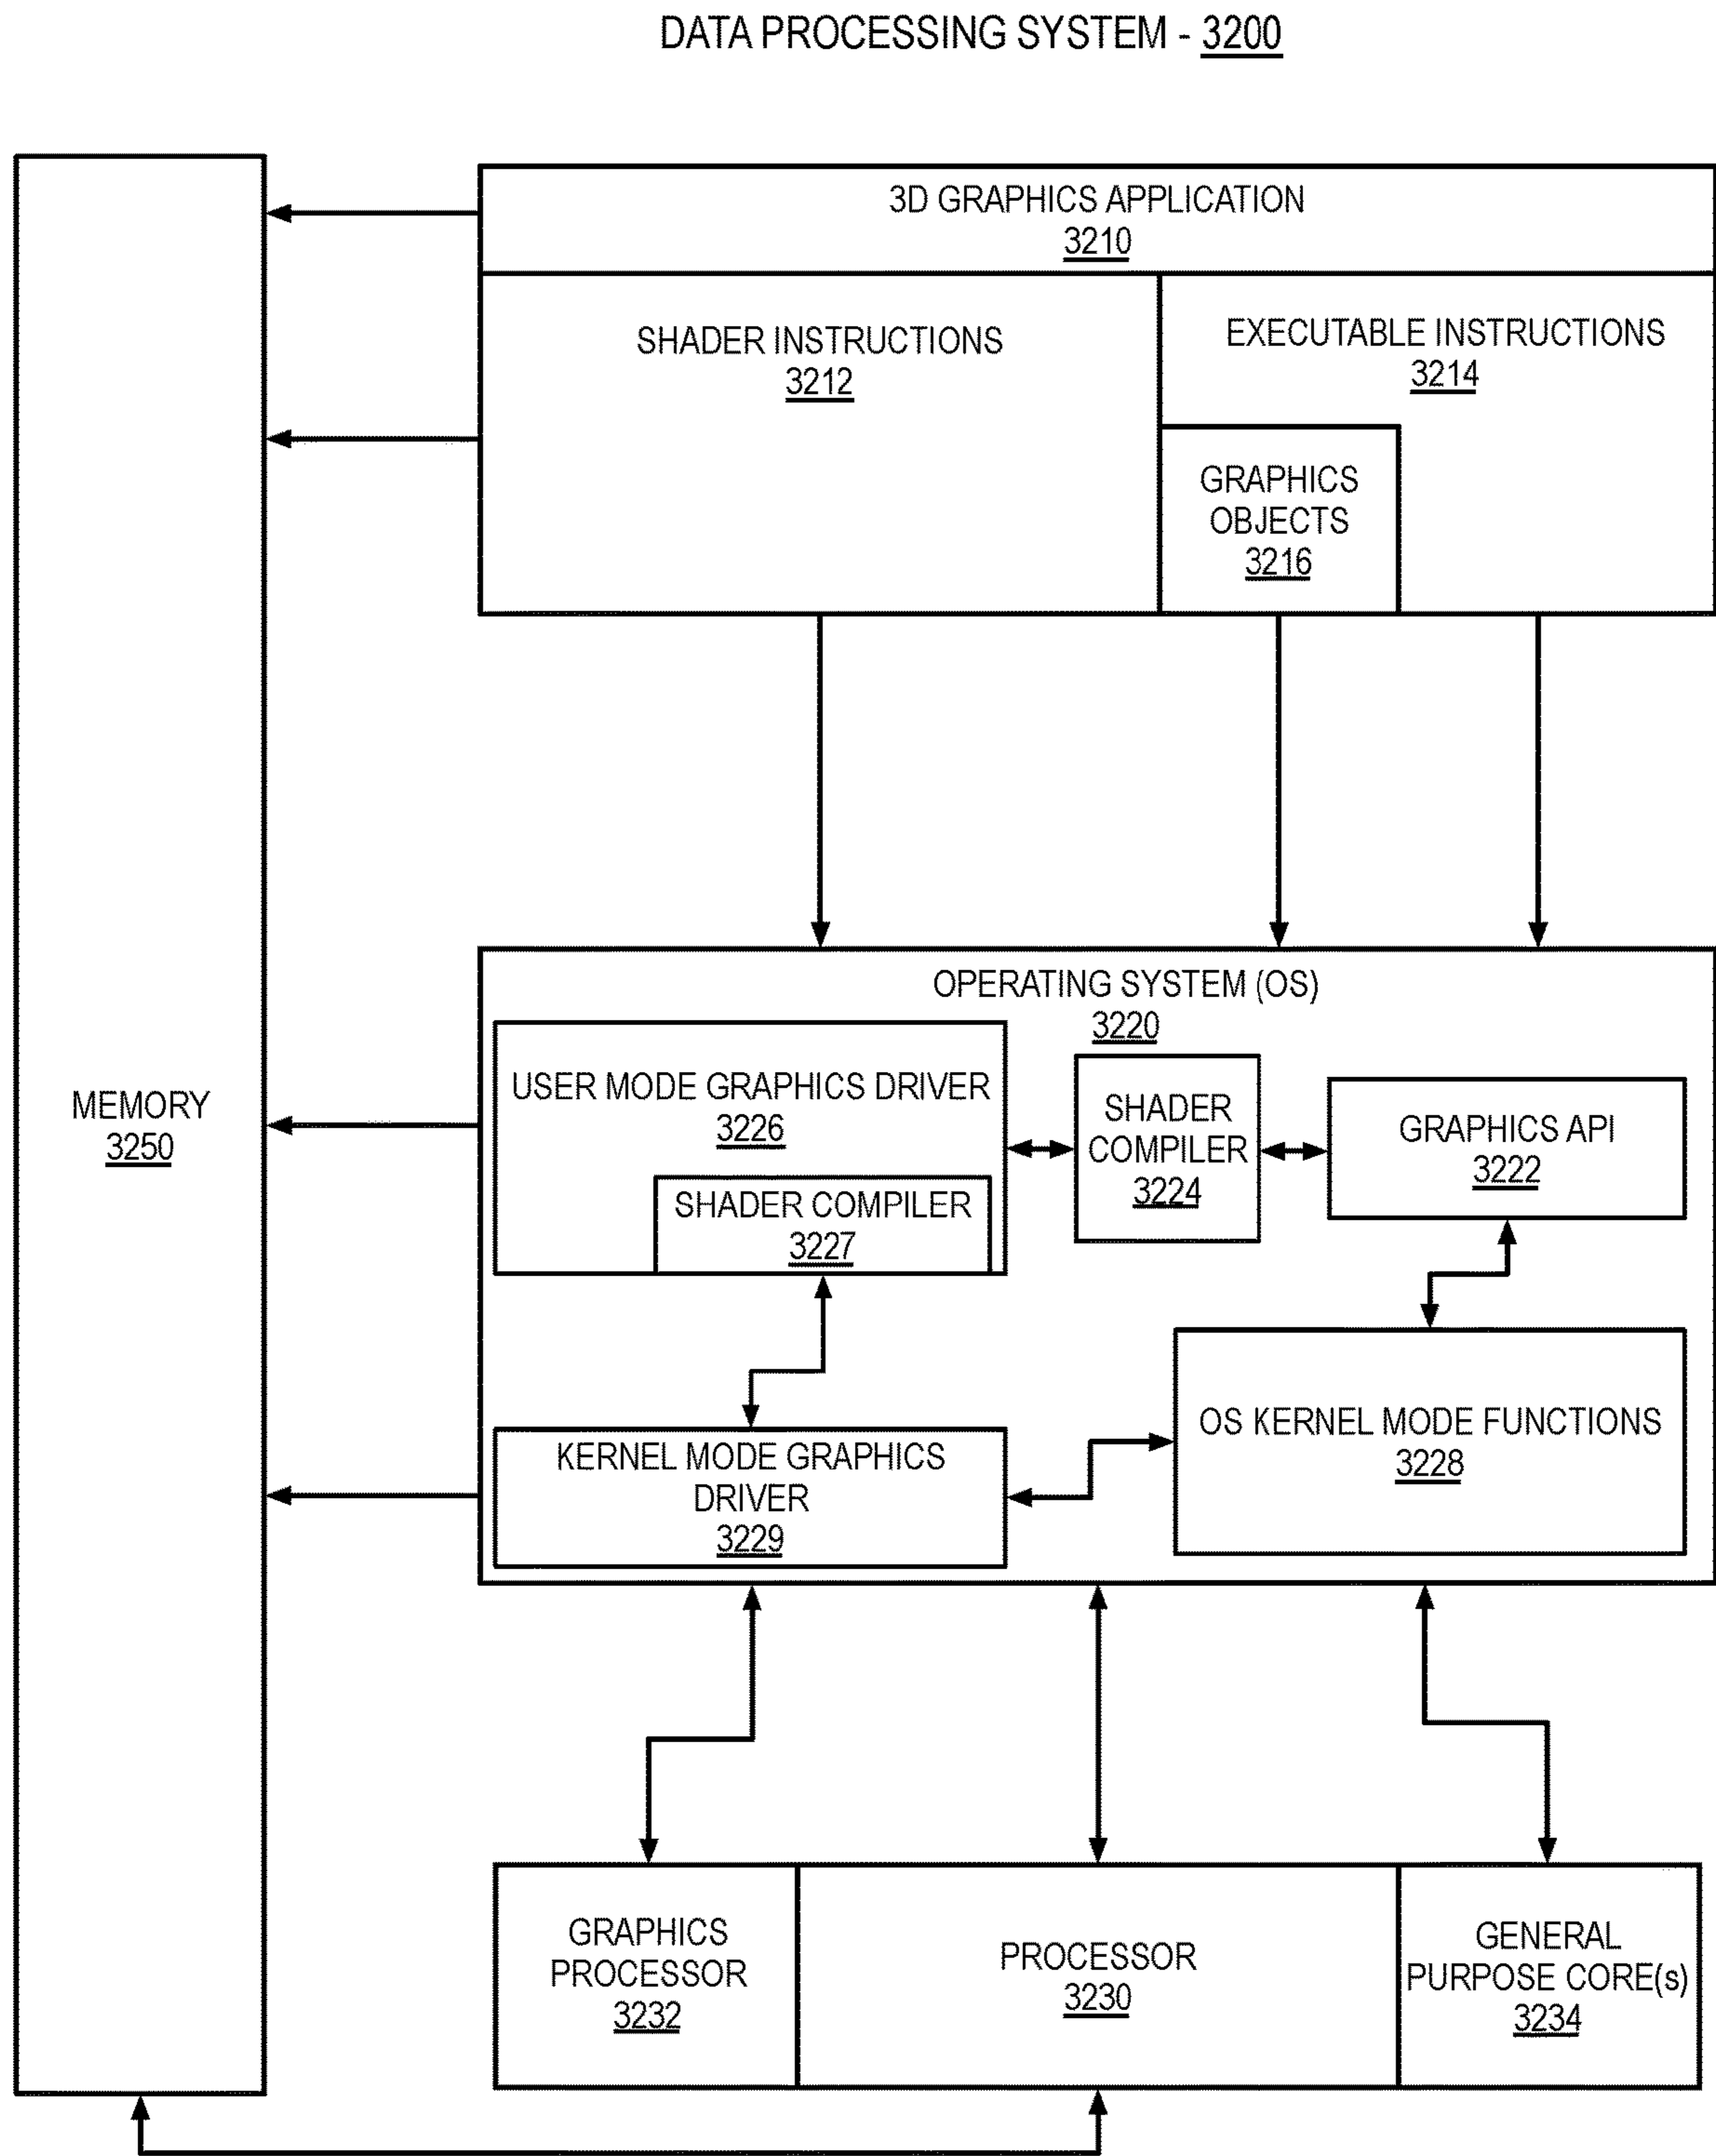 DATA PROCESSING SYSTEM - 3200
3D GRAPHICS APPLICATION
3210
SHADER INSTRUCTIONS
3212
EXECUTABLE INSTRUCTIONS
3214
GRAPHICS
OBJECTS
3216
MEMORY
3250
OPERATING SYSTEM (OS)
3220
USER MODE GRAPHICS DRIVER
3226
SHADER COMPILER
3227
SHADER
COMPILER
3224
GRAPHICS API
3222
KERNEL MODE GRAPHICS
DRIVER
3229
OS KERNEL MODE FUNCTIONS
3228
GRAPHICS
PROCESSOR
3232
PROCESSOR
3230
GENERAL
PURPOSE CORE(s)
3234